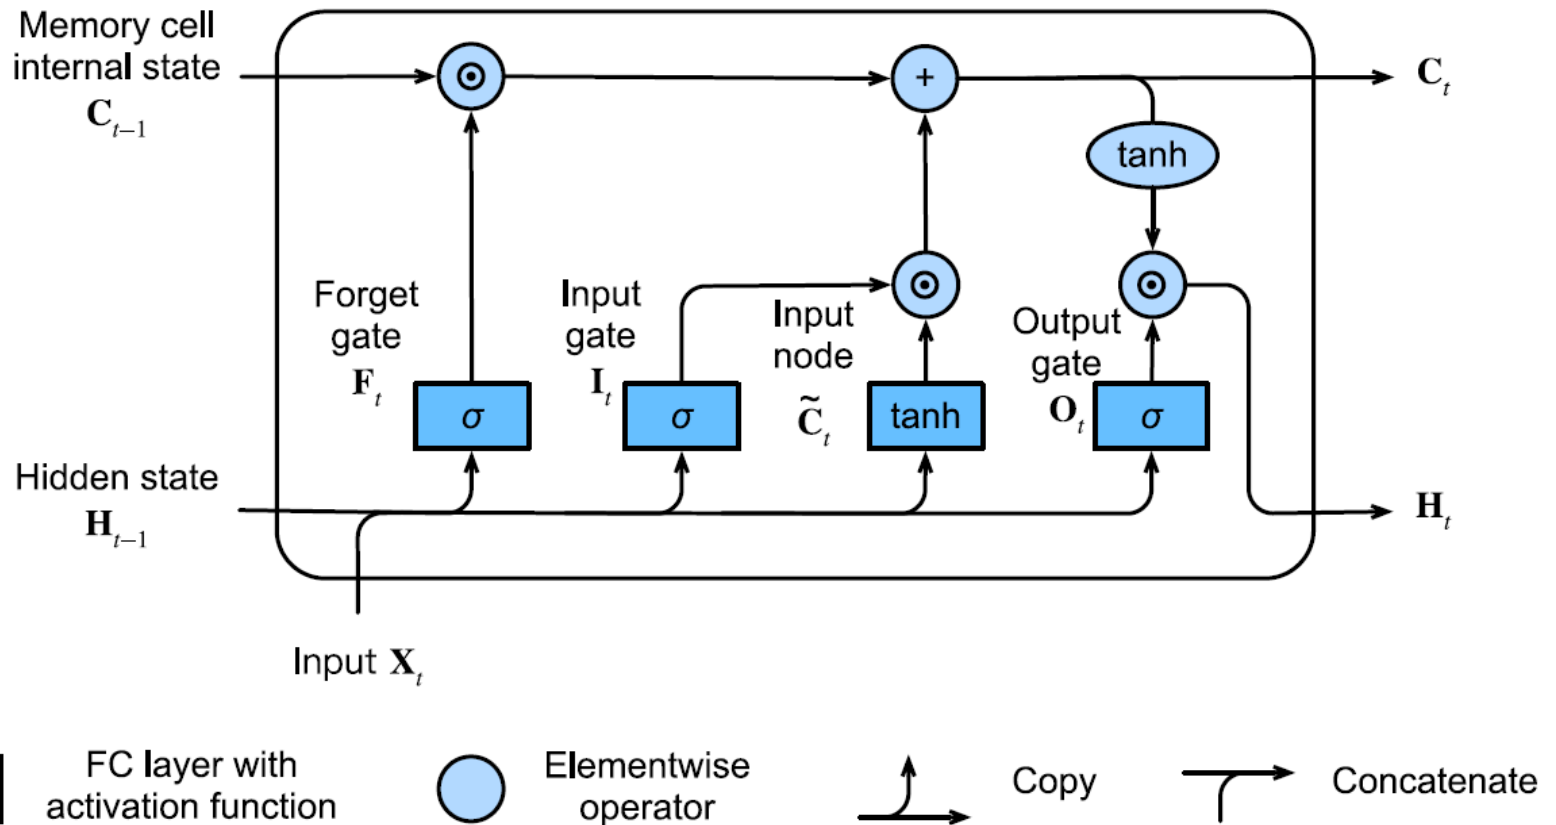 Memory cell
internal state
C_{t−1}
⊙
+
C_t
tanh
Forget
gate
F_t
Input
gate
I_t
Input
node
C̃_t
⊙
Output
gate
O_t
⊙
σ
σ
tanh
σ
Hidden state
H_{t−1}
H_t
Input X_t
FC layer with
activation function
Elementwise
operator
Copy
Concatenate